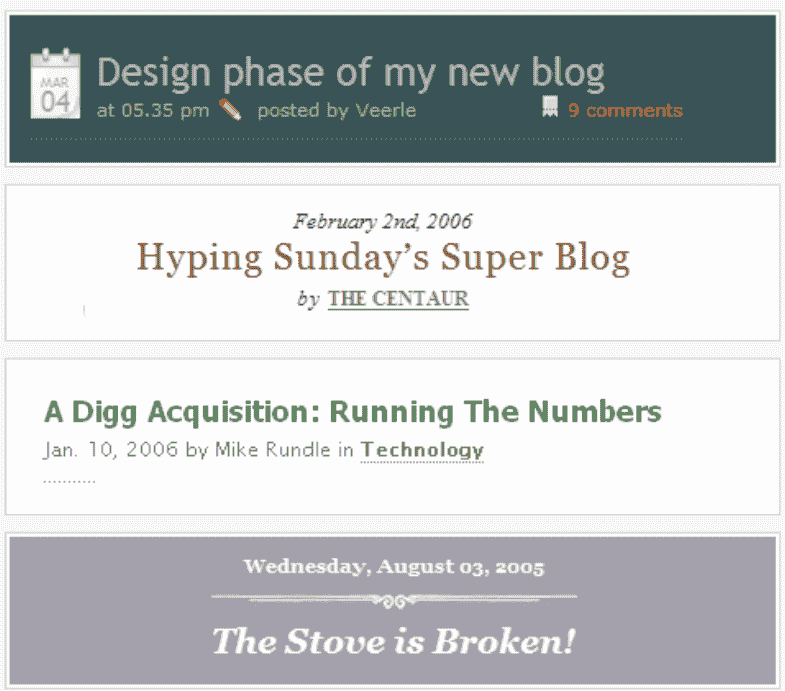 Design phase of my new blog
MAR
04
at 05.35 pm posted by Veerle 9 comments
February 2nd, 2006
Hyping Sunday’s Super Blog
by THE CENTAUR
A Digg Acquisition: Running The Numbers
Jan. 10, 2006 by Mike Rundle in Technology
Wednesday, August 03, 2005
The Stove is Broken!